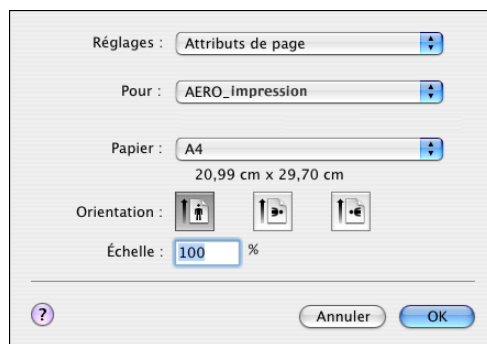 Réglages : Attributs de page
Pour : AERO_impression
Papier : A4
20,99 cm x 29,70 cm
Orientation :
Échelle : 100 %
? Annuler OK